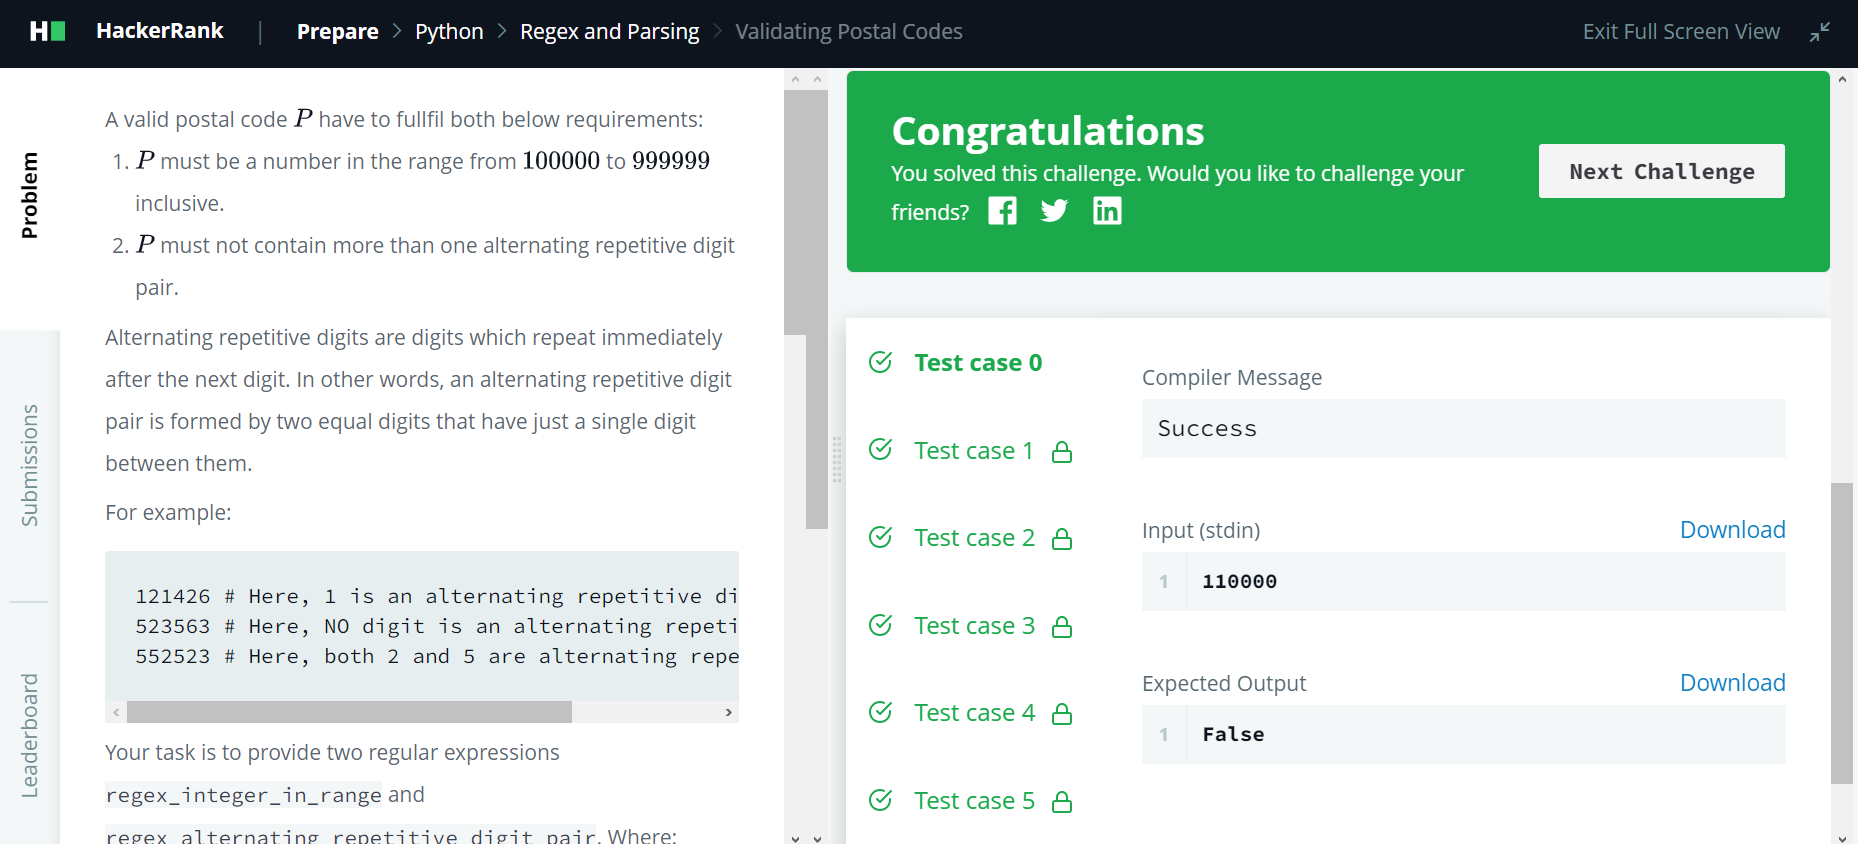 HackerRank | Prepare > Python > Regex and Parsing > Validating Postal Codes
Exit Full Screen View
Problem
Submissions
Leaderboard
A valid postal code P have to fullfil both below requirements:
1. P must be a number in the range from 100000 to 999999
inclusive.
2. P must not contain more than one alternating repetitive digit
pair.
Alternating repetitive digits are digits which repeat immediately
after the next digit. In other words, an alternating repetitive digit
pair is formed by two equal digits that have just a single digit
between them.
For example:
121426 # Here, 1 is an alternating repetitive di
523563 # Here, NO digit is an alternating repeti
552523 # Here, both 2 and 5 are alternating repe
Your task is to provide two regular expressions
regex_integer_in_range and
regex_alternating_repetitive_digit_pair. Where:
Congratulations
You solved this challenge. Would you like to challenge your
friends?
Next Challenge
Test case 0
Test case 1
Test case 2
Test case 3
Test case 4
Test case 5
Compiler Message
Success
Input (stdin)
Download
1 110000
Expected Output
Download
1 False